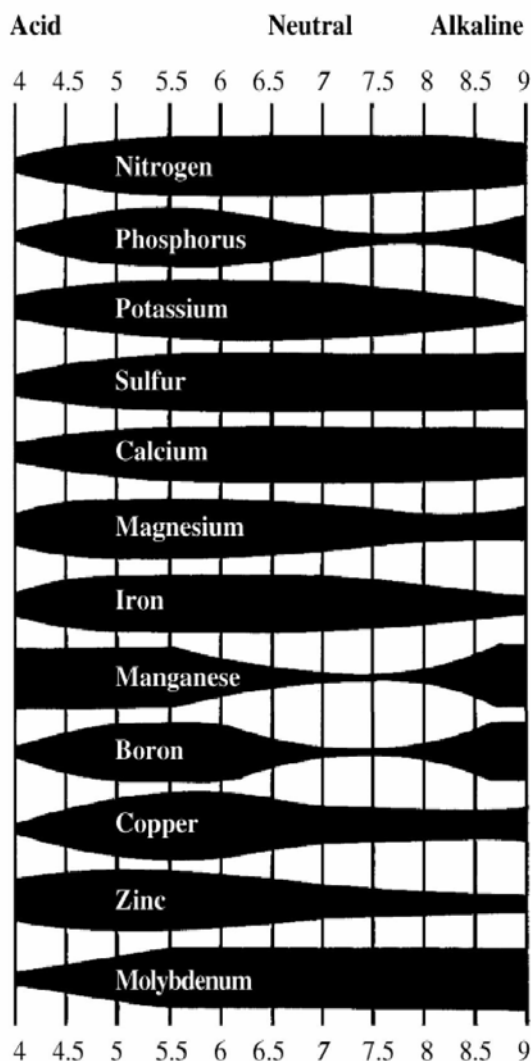 Acid Neutral Alkaline
4 4.5 5 5.5 6 6.5 7 7.5 8 8.5 9
Nitrogen
Phosphorus
Potassium
Sulfur
Calcium
Magnesium
Iron
Manganese
Boron
Copper
Zinc
Molybdenum
4 4.5 5 5.5 6 6.5 7 7.5 8 8.5 9